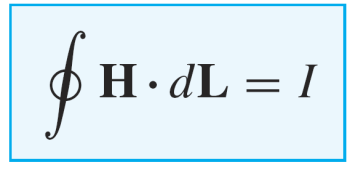 ∮ H · dL = I